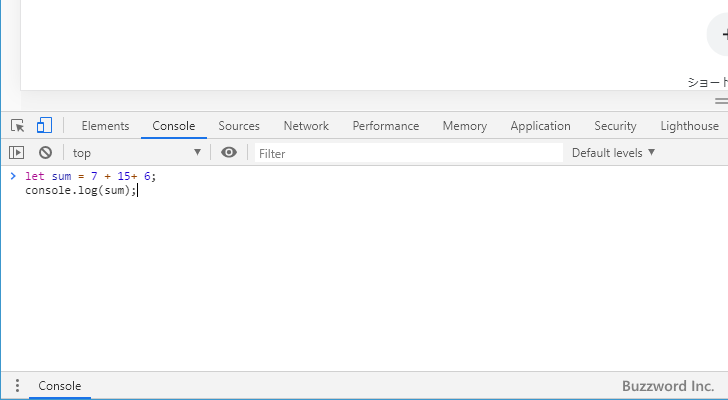 ショート
Elements Console Sources Network Performance Memory Application Security Lighthouse
top Filter Default levels
let sum = 7 + 15+ 6;
console.log(sum);
Console
Buzzword Inc.